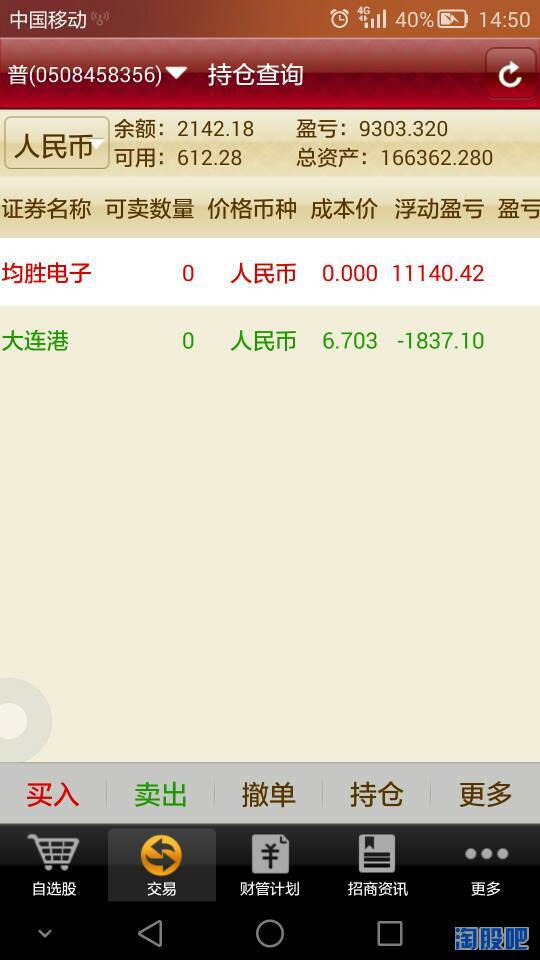 中国移动 4G 40% 14:50
普(0508458356) 持仓查询
人民币
余额：2142.18 盈亏：9303.320
可用：612.28 总资产：166362.280
证券名称 可卖数量 价格币种 成本价 浮动盈亏 盈亏
均胜电子 0 人民币 0.000 11140.42
大连港 0 人民币 6.703 -1837.10
买入 卖出 撤单 持仓 更多
自选股 交易 财管计划 招商资讯 更多
淘股吧